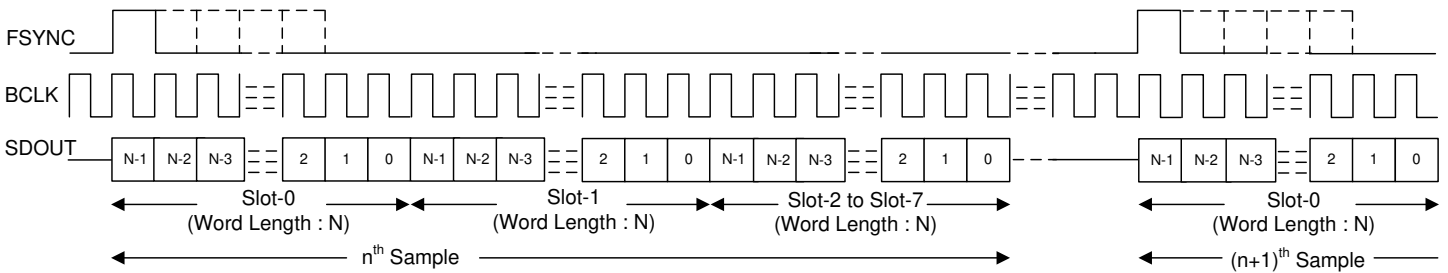 FSYNC
BCLK
SDOUT N-1 N-2 N-3 2 1 0 N-1 N-2 N-3 2 1 0 N-1 N-2 N-3 2 1 0 N-1 N-2 N-3 2 1 0
Slot-0 Slot-1 Slot-2 to Slot-7 Slot-0
(Word Length : N) (Word Length : N) (Word Length : N) (Word Length : N)
nth Sample (n+1)th Sample